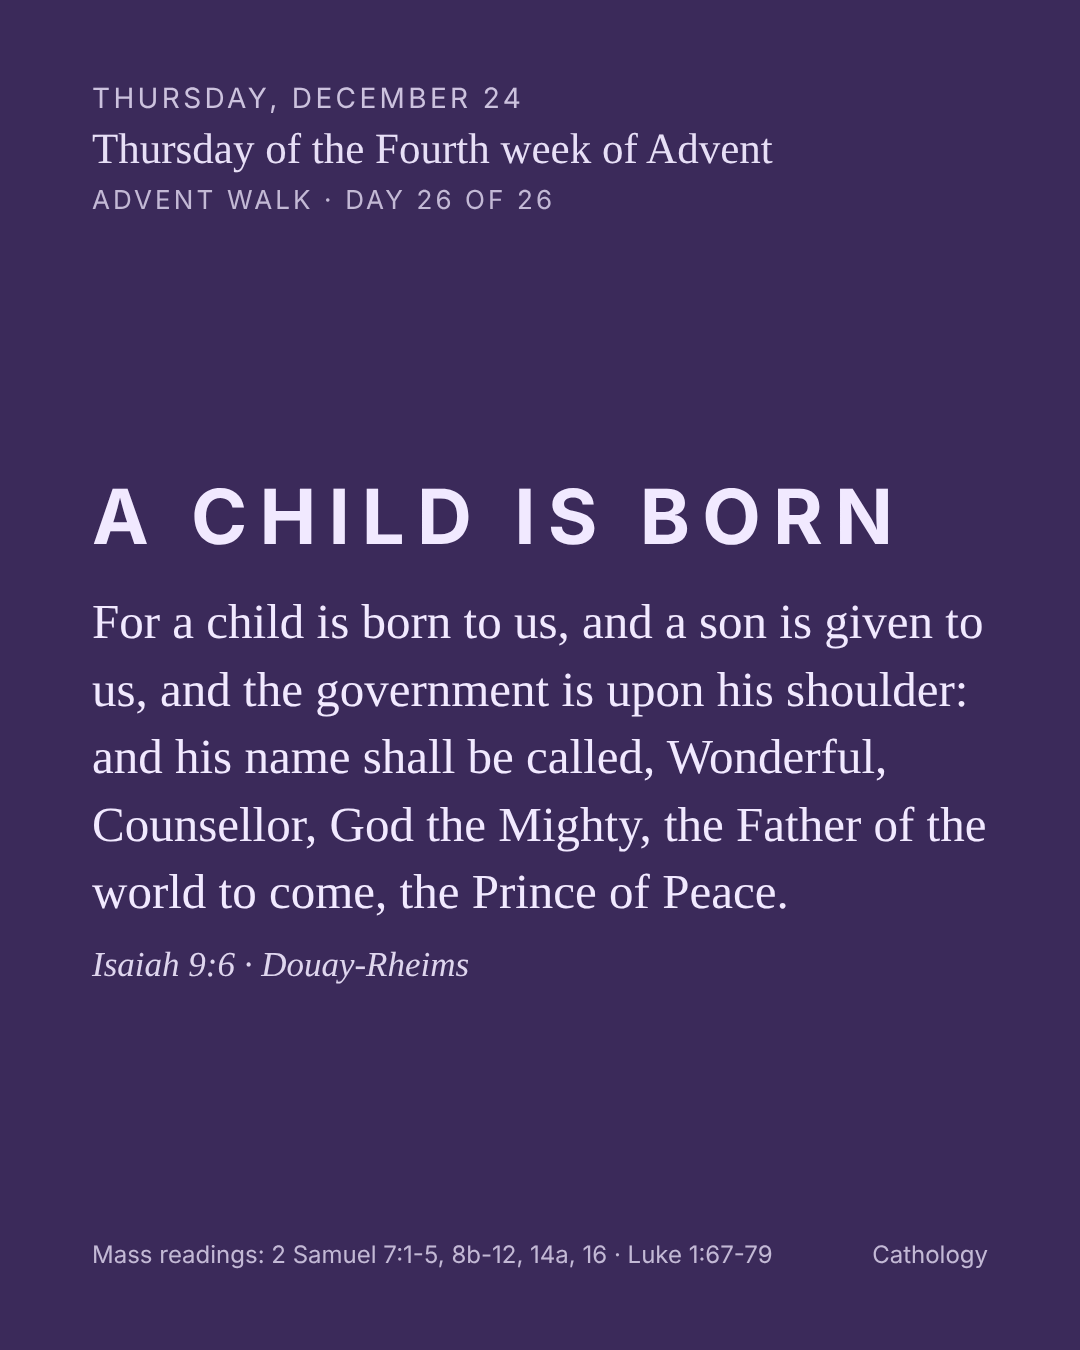 THURSDAY, DECEMBER 24
Thursday of the Fourth week of Advent
ADVENT WALK · DAY 26 OF 26
A CHILD IS BORN
For a child is born to us, and a son is given to
us, and the government is upon his shoulder:
and his name shall be called, Wonderful,
Counsellor, God the Mighty, the Father of the
world to come, the Prince of Peace.
Isaiah 9:6 · Douay-Rheims
Mass readings: 2 Samuel 7:1-5, 8b-12, 14a, 16 · Luke 1:67-79
Cathology